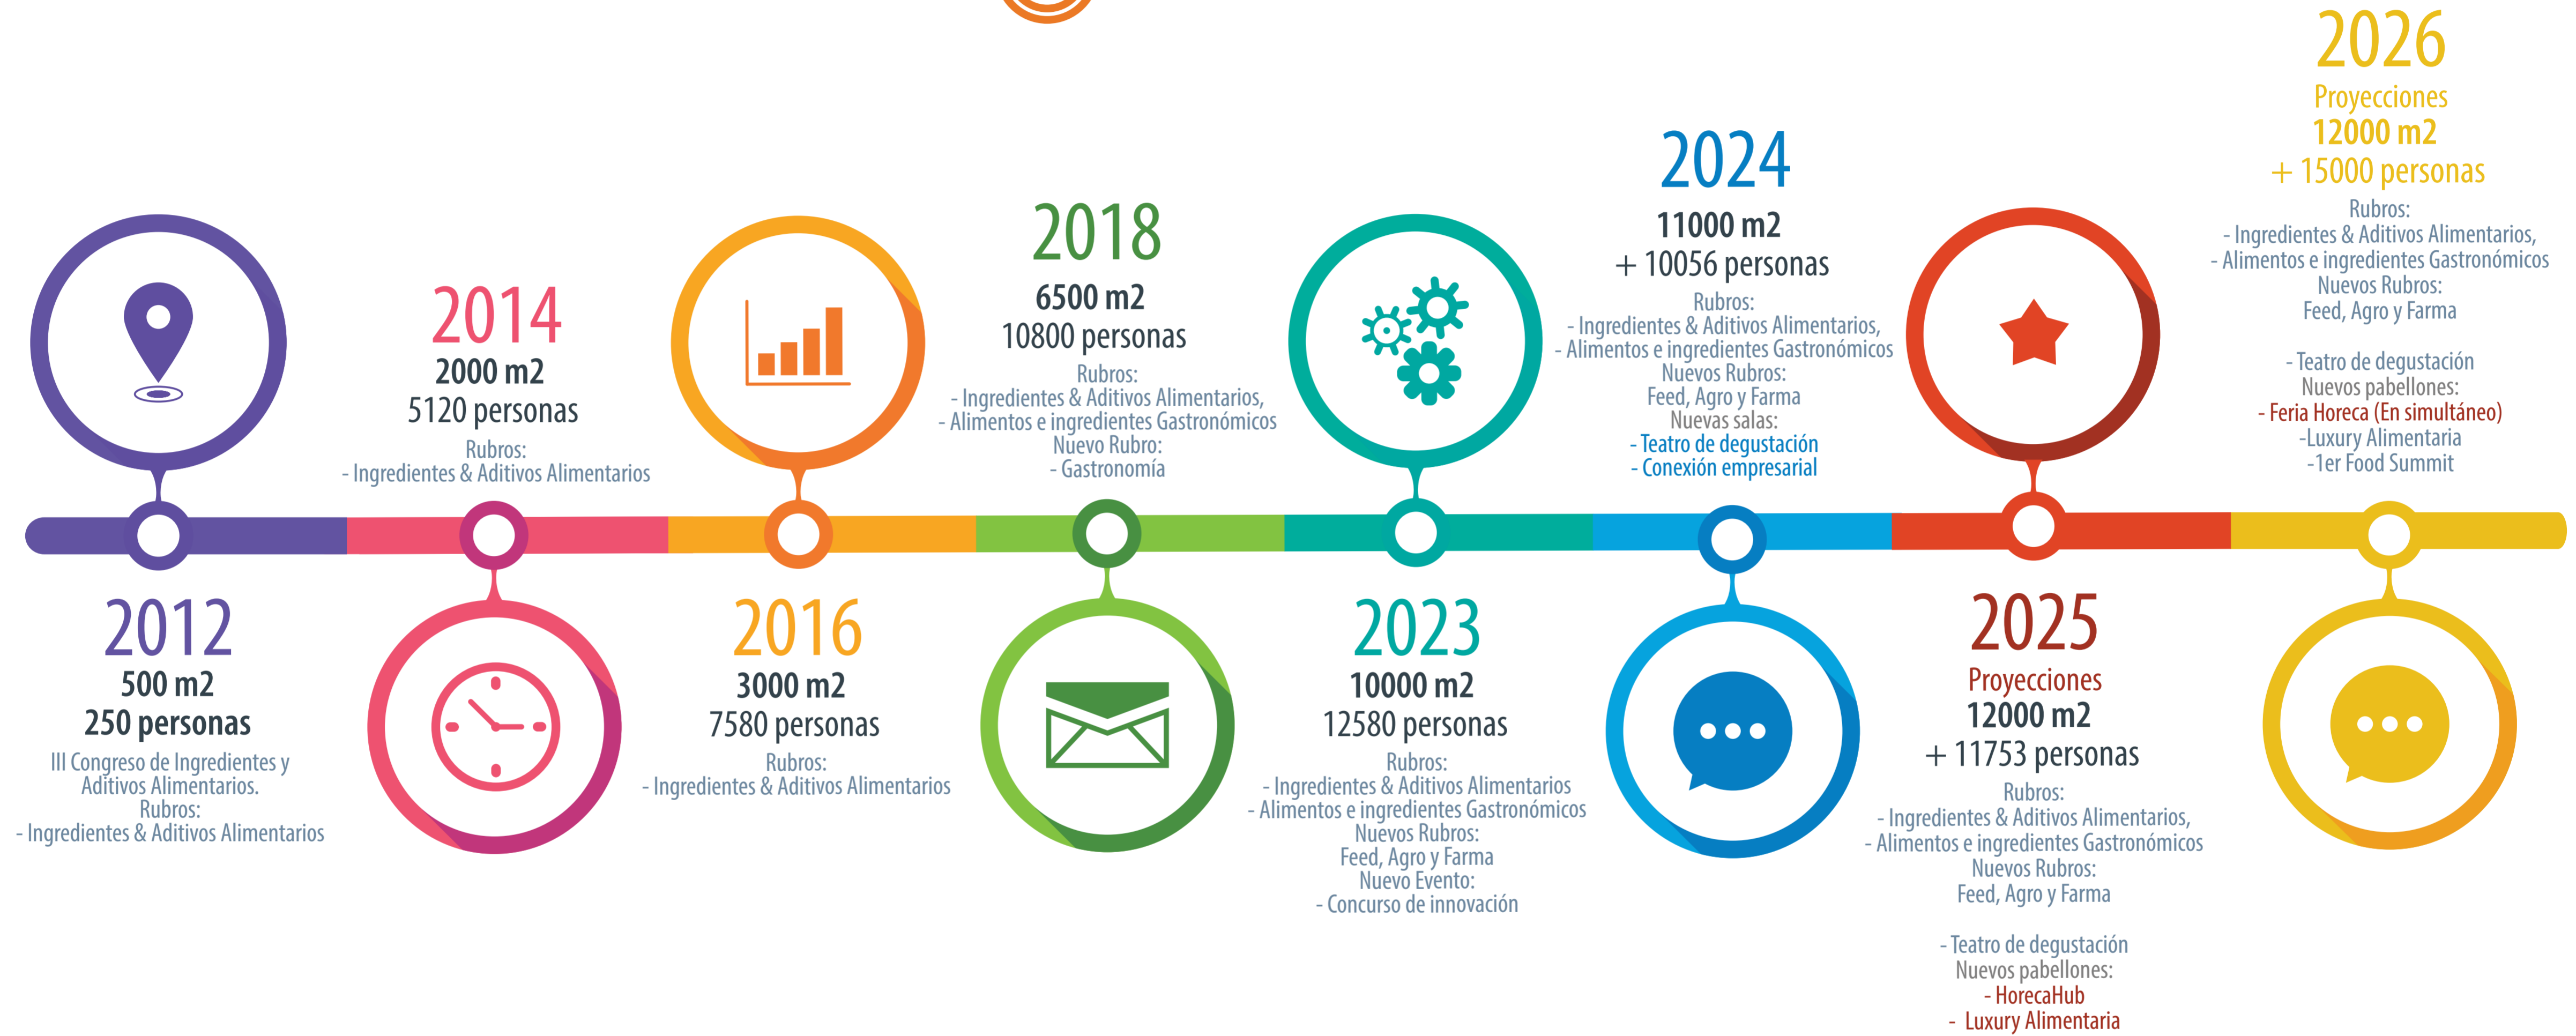 2012
500 m2
250 personas
III Congreso de Ingredientes y
Aditivos Alimentarios.
Rubros:
- Ingredientes & Aditivos Alimentarios
2014
2000 m2
5120 personas
Rubros:
- Ingredientes & Aditivos Alimentarios
2016
3000 m2
7580 personas
Rubros:
- Ingredientes & Aditivos Alimentarios
2018
6500 m2
10800 personas
Rubros:
- Ingredientes & Aditivos Alimentarios,
- Alimentos e ingredientes Gastronómicos
Nuevo Rubro:
- Gastronomía
2023
10000 m2
12580 personas
Rubros:
- Ingredientes & Aditivos Alimentarios
- Alimentos e ingredientes Gastronómicos
Nuevos Rubros:
Feed, Agro y Farma
Nuevo Evento:
- Concurso de innovación
2024
11000 m2
+ 10056 personas
Rubros:
- Ingredientes & Aditivos Alimentarios,
- Alimentos e ingredientes Gastronómicos
Nuevos Rubros:
Feed, Agro y Farma
Nuevas salas:
- Teatro de degustación
- Conexión empresarial
2025
Proyecciones
12000 m2
+ 11753 personas
Rubros:
- Ingredientes & Aditivos Alimentarios,
- Alimentos e ingredientes Gastronómicos
Nuevos Rubros:
Feed, Agro y Farma
- Teatro de degustación
Nuevos pabellones:
- HorecaHub
- Luxury Alimentaria
2026
Proyecciones
12000 m2
+ 15000 personas
Rubros:
- Ingredientes & Aditivos Alimentarios,
- Alimentos e ingredientes Gastronómicos
Nuevos Rubros:
Feed, Agro y Farma
- Teatro de degustación
Nuevos pabellones:
- Feria Horeca (En simultáneo)
-Luxury Alimentaria
-1er Food Summit